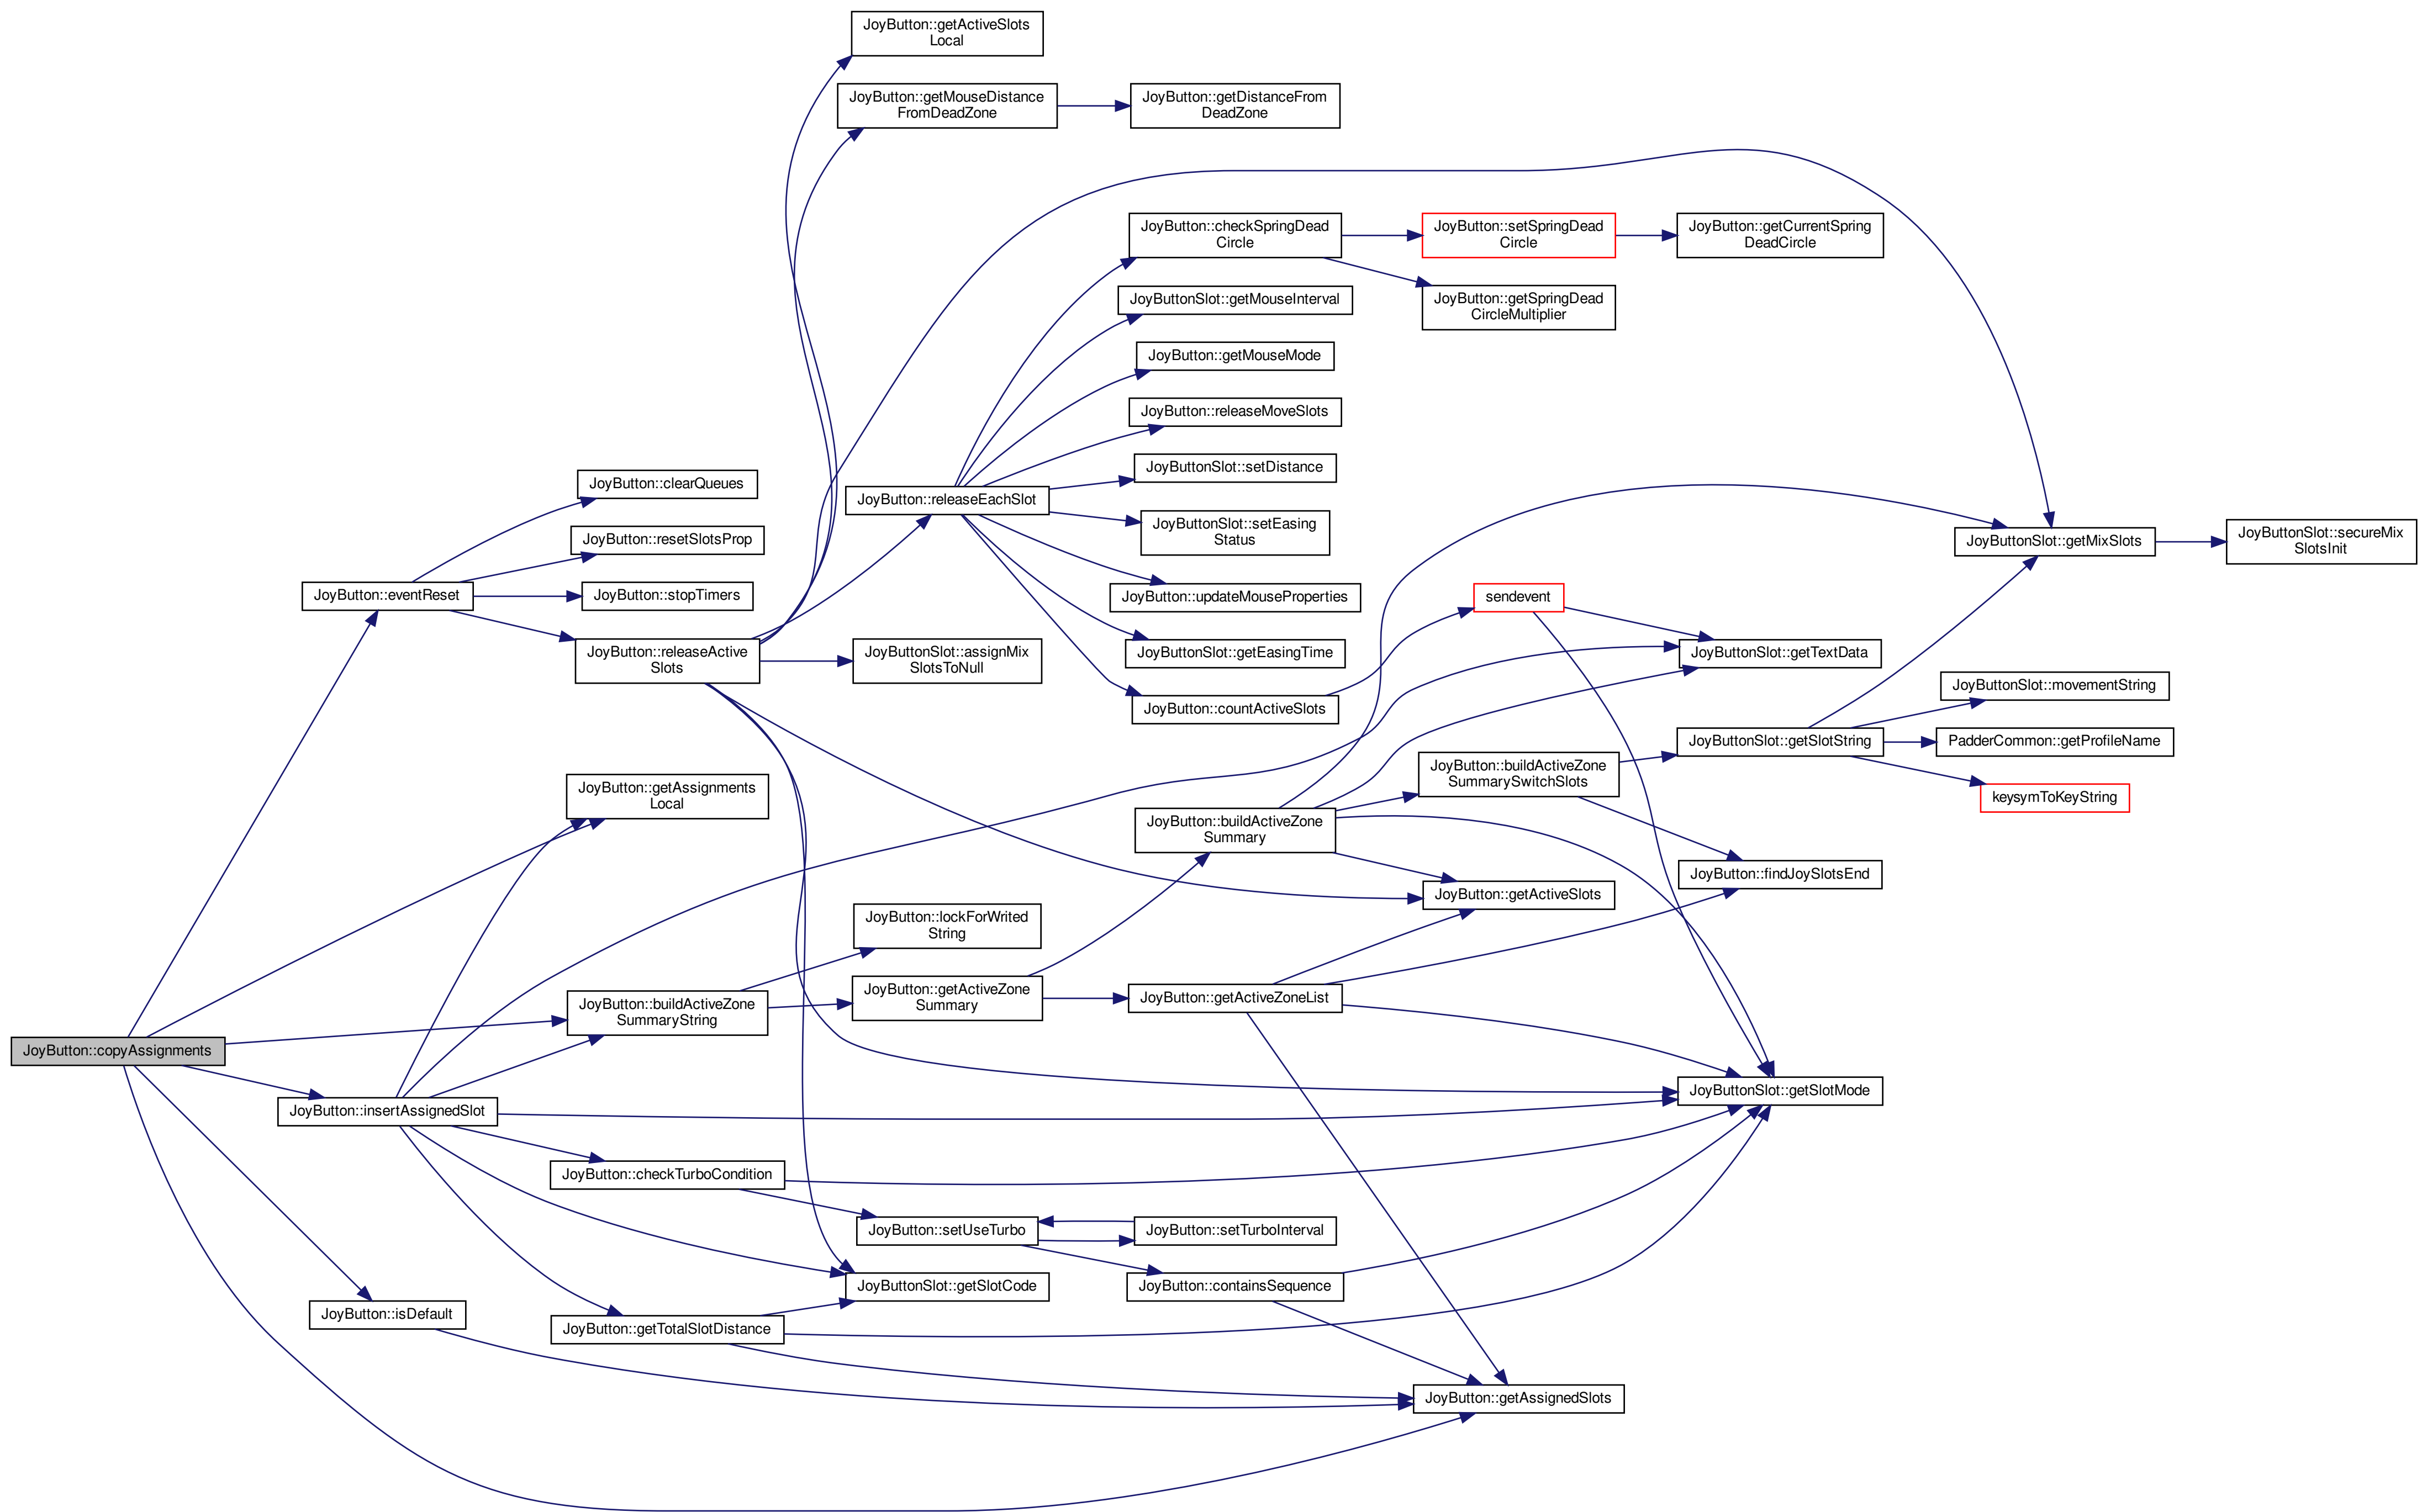 JoyButton::getActiveSlots
Local
JoyButton::getMouseDistance
FromDeadZone
JoyButton::getDistanceFrom
DeadZone
JoyButton::checkSpringDead
Circle
JoyButton::setSpringDead
Circle
JoyButton::getCurrentSpring
DeadCircle
JoyButtonSlot::getMouseInterval
JoyButton::getSpringDead
CircleMultiplier
JoyButton::getMouseMode
JoyButton::releaseMoveSlots
JoyButtonSlot::setDistance
JoyButton::clearQueues
JoyButton::releaseEachSlot
JoyButtonSlot::setEasing
Status
JoyButton::resetSlotsProp
JoyButtonSlot::getMixSlots
JoyButtonSlot::secureMix
SlotsInit
JoyButton::eventReset
JoyButton::stopTimers
JoyButton::updateMouseProperties
sendevent
JoyButton::releaseActive
Slots
JoyButtonSlot::assignMix
SlotsToNull
JoyButtonSlot::getEasingTime
JoyButtonSlot::getTextData
JoyButtonSlot::movementString
JoyButton::countActiveSlots
JoyButtonSlot::getSlotString
PadderCommon::getProfileName
JoyButton::buildActiveZone
SummarySwitchSlots
JoyButton::getAssignments
Local
keysymToKeyString
JoyButton::buildActiveZone
Summary
JoyButton::findJoySlotsEnd
JoyButton::getActiveSlots
JoyButton::lockForWrited
String
JoyButton::buildActiveZone
SummaryString
JoyButton::getActiveZone
Summary
JoyButton::getActiveZoneList
JoyButton::copyAssignments
JoyButtonSlot::getSlotMode
JoyButton::insertAssignedSlot
JoyButton::checkTurboCondition
JoyButton::setUseTurbo
JoyButton::setTurboInterval
JoyButtonSlot::getSlotCode
JoyButton::containsSequence
JoyButton::isDefault
JoyButton::getTotalSlotDistance
JoyButton::getAssignedSlots